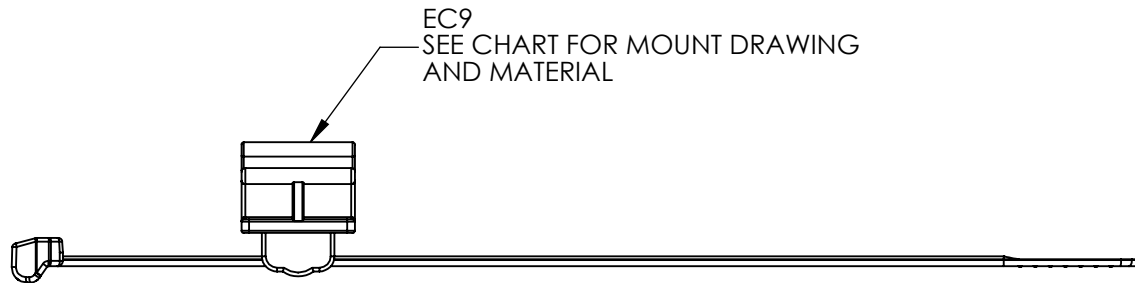 EC9
SEE CHART FOR MOUNT DRAWING
AND MATERIAL